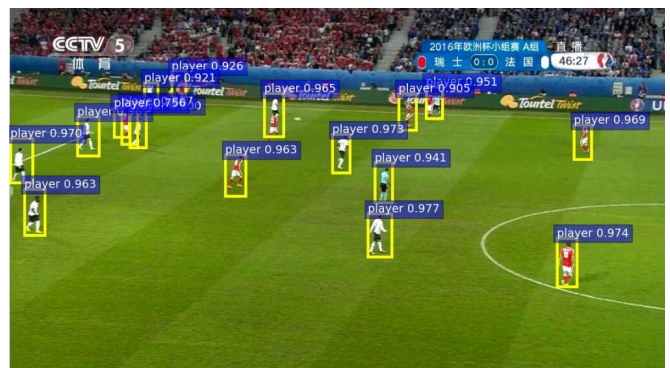 CCTV 5
体育
2016年欧洲杯小组赛 A组
直播
瑞士 0:0 法国 46:27
player 0.926
player 0.921
player 0.965
player 0.905
player 0.951
Tourtel Twist
Tourtel Twist
player 0.970
player 0.973
player 0.969
player 0.963
player 0.941
player 0.963
player 0.977
player 0.974